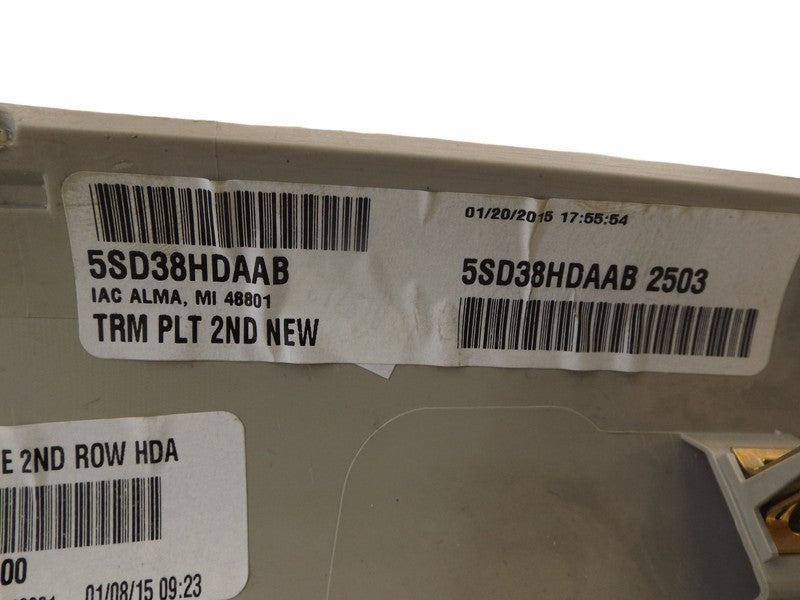 01/20/2015 17:55:54
5SD38HDAAB
IAC ALMA, MI 48801
TRM PLT 2ND NEW
5SD38HDAAB 2503
E 2ND ROW HDA
00
01/08/15 09:23